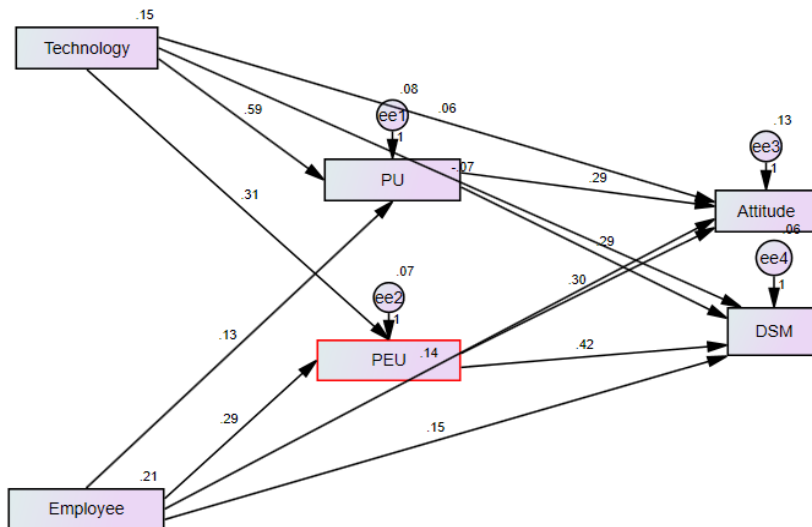 .15
Technology
.08
.06
.59
ee1
1
.13
ee3
1
-.07
PU
.29
.31
Attitude
.06
.29
ee4
1
.07
ee2
1
.30
.13
.14
PEU
.42
DSM
.29
.15
.21
Employee